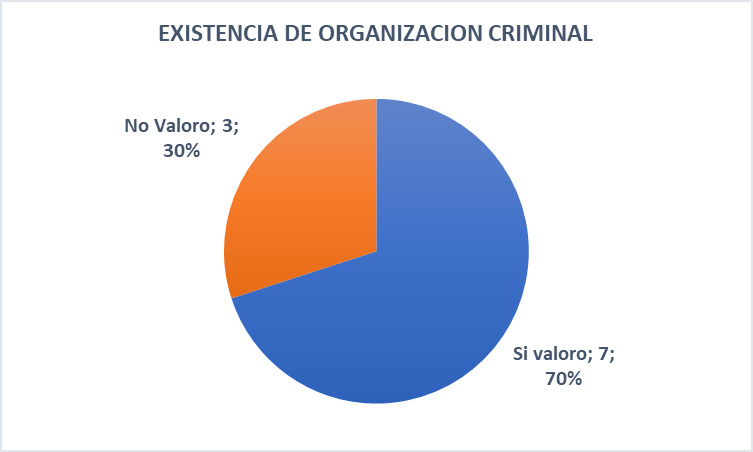 EXISTENCIA DE ORGANIZACION CRIMINAL
No Valoro; 3;
30%
Si valoro; 7;
70%